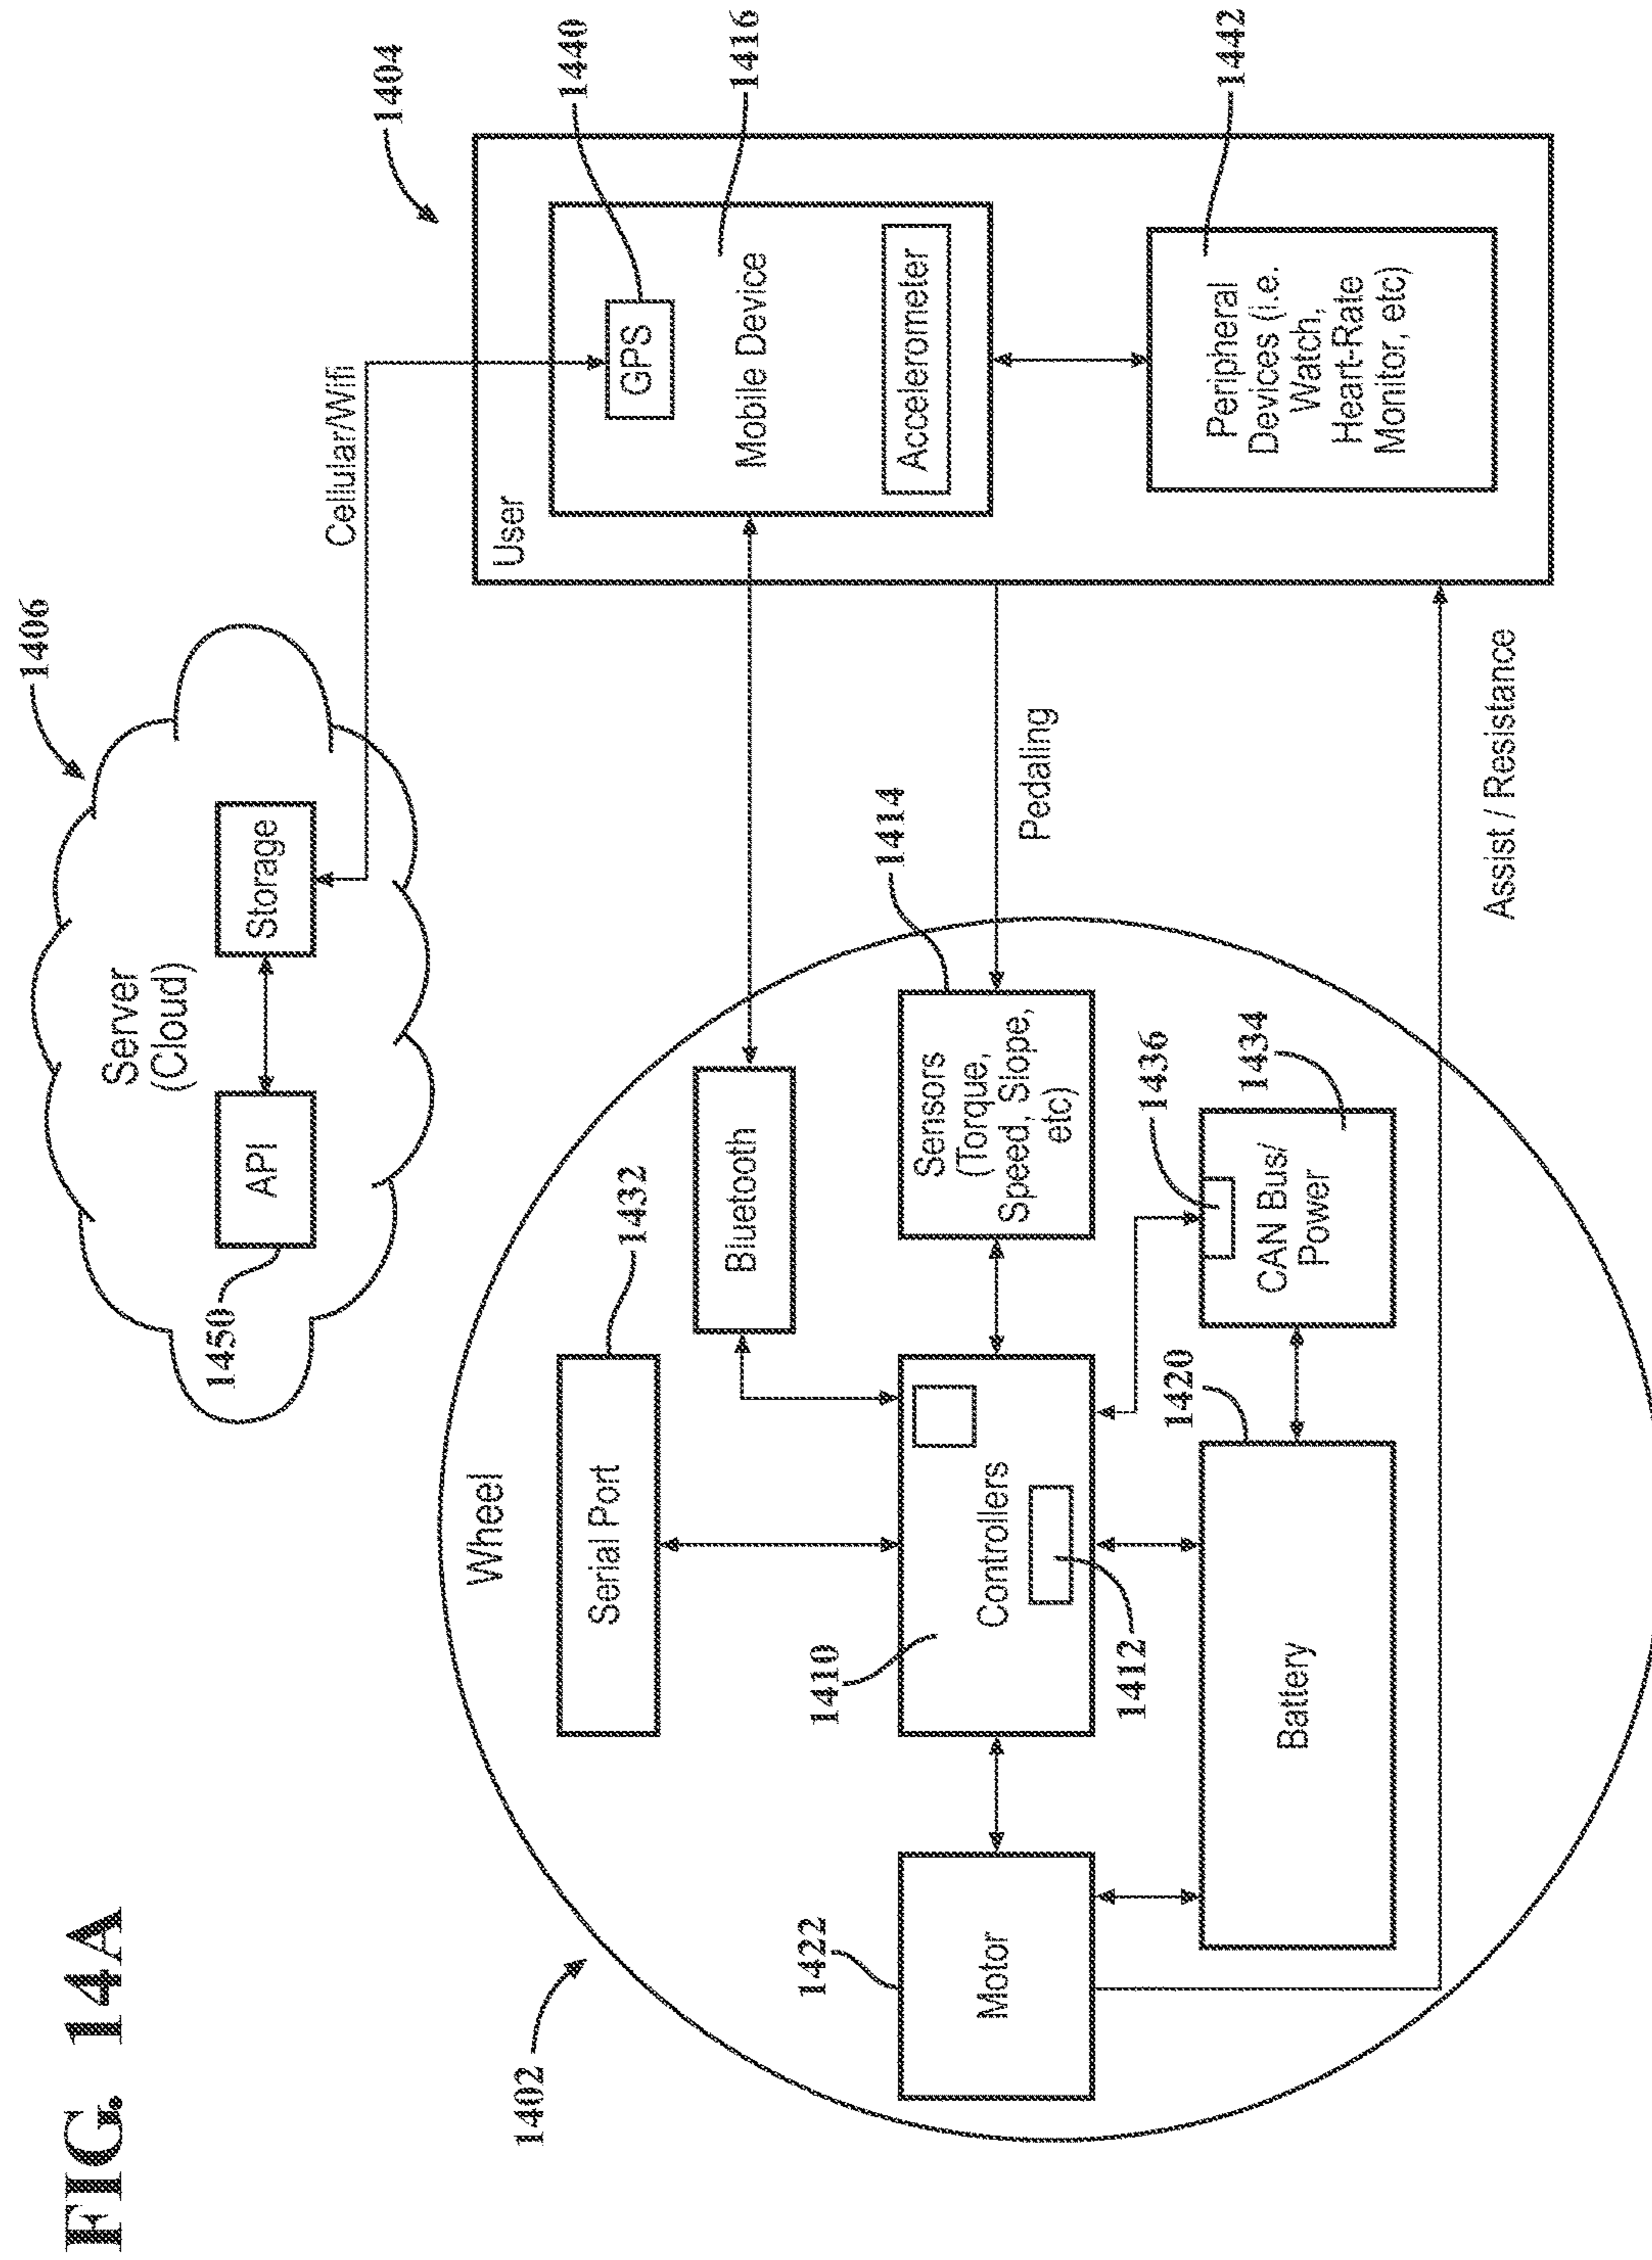 FIG. 14A
1406
Server
(Cloud)
API
Storage
1450
Cellular/Wifi
1404
User
GPS
1440
Mobile Device
1416
Accelerometer
Peripheral
Devices (i.e.
Watch,
Heart-Rate
Monitor, etc)
1442
1402
Wheel
Serial Port
1432
Bluetooth
1410
Controllers
1412
Sensors
(Torque,
Speed, Slope,
etc)
1414
Pedaling
1422
Motor
Battery
1420
1436
CAN Bus/
Power
1434
Assist / Resistance